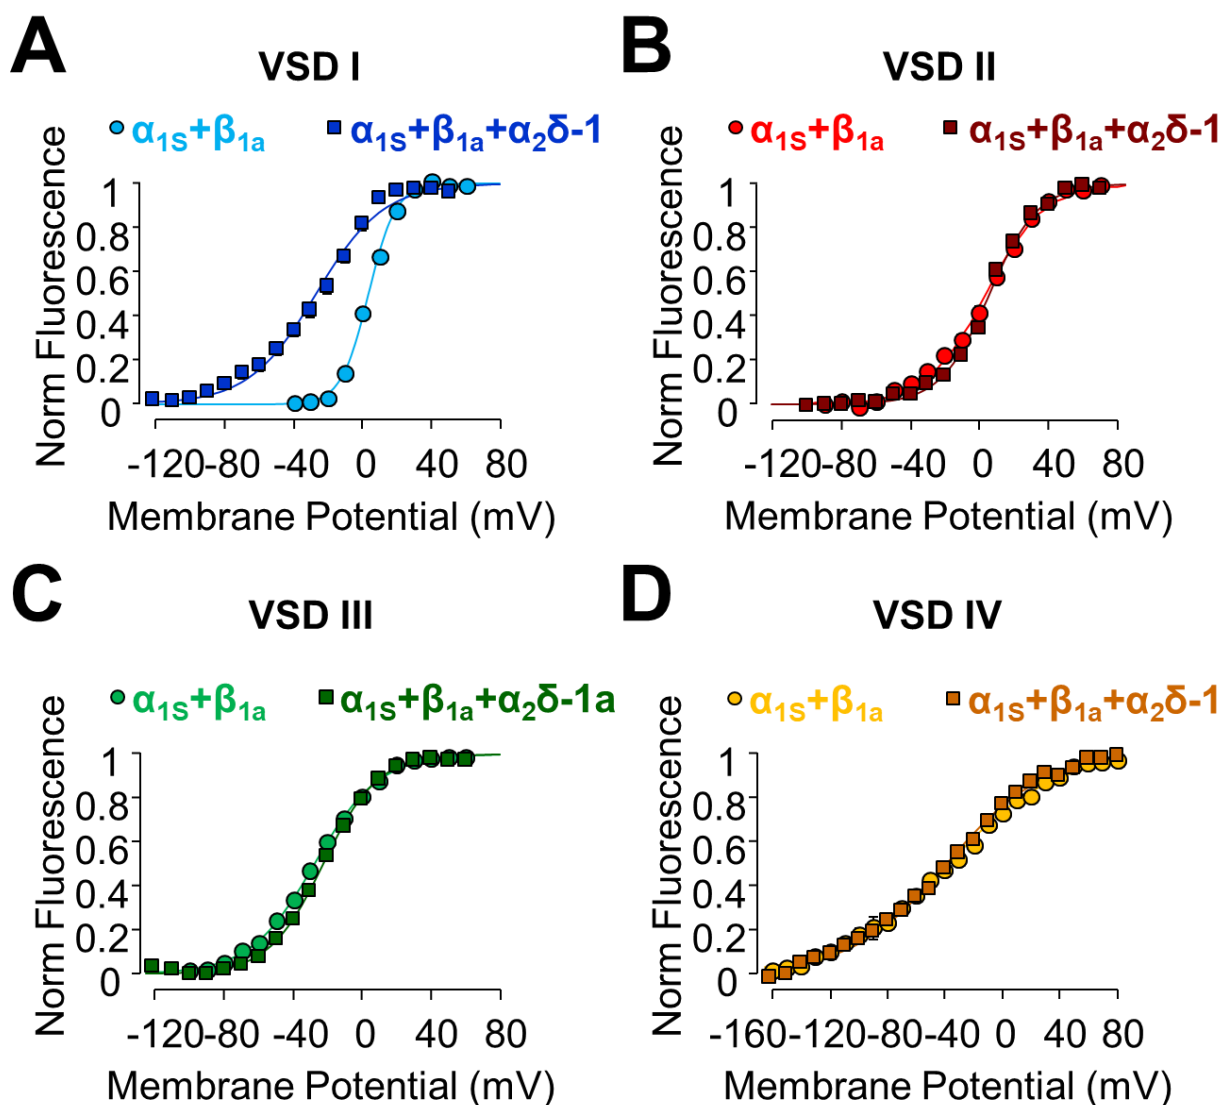 A
VSD I
α1S+β1a α1S+β1a+α2δ-1
Norm Fluorescence
1
0.8
0.6
0.4
0.2
0
-120 -80 -40 0 40 80
Membrane Potential (mV)
B
VSD II
α1S+β1a α1S+β1a+α2δ-1
Norm Fluorescence
1
0.8
0.6
0.4
0.2
0
-120 -80 -40 0 40 80
Membrane Potential (mV)
C
VSD III
α1S+β1a α1S+β1a+α2δ-1a
Norm Fluorescence
1
0.8
0.6
0.4
0.2
0
-120 -80 -40 0 40 80
Membrane Potential (mV)
D
VSD IV
α1S+β1a α1S+β1a+α2δ-1
Norm Fluorescence
1
0.8
0.6
0.4
0.2
0
-160 -120 -40 0 40 80
Membrane Potential (mV)